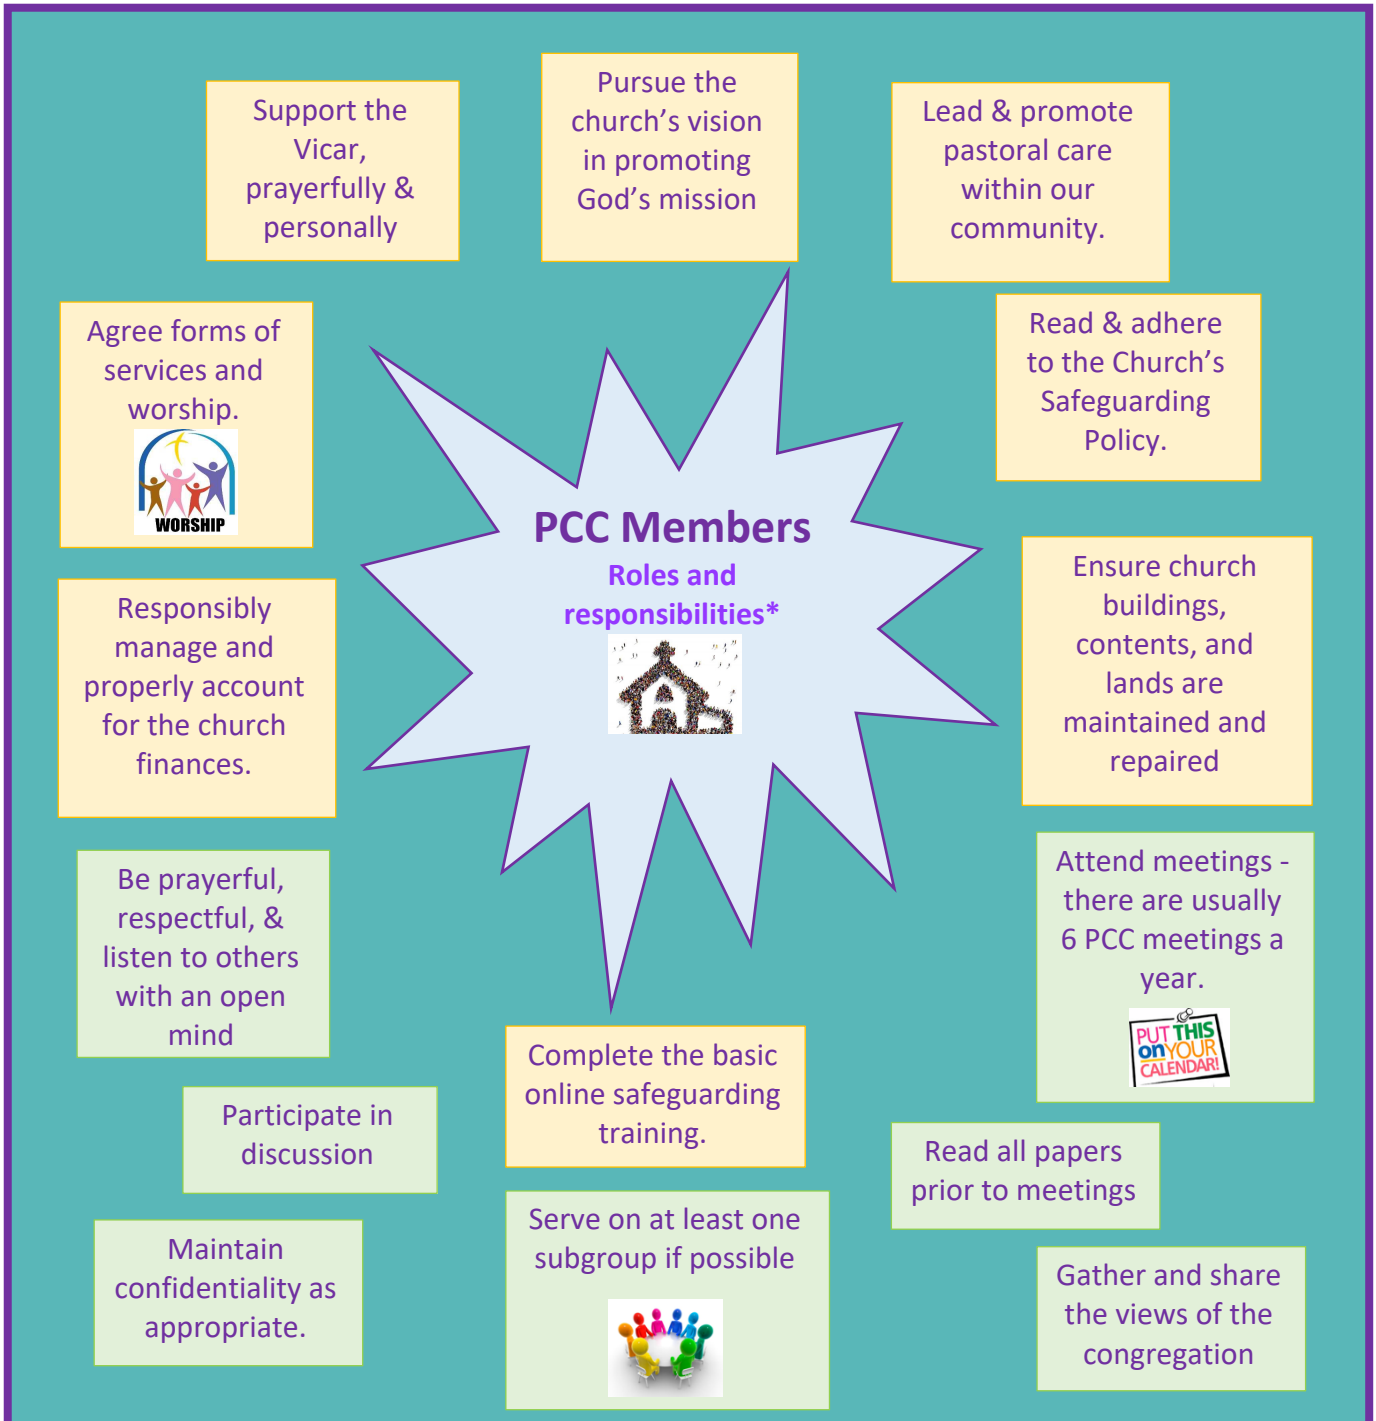 Support the
Vicar,
prayerfully &
personally
Pursue the
church’s vision
in promoting
God’s mission
Lead & promote
pastoral care
within our
community.
Agree forms of
services and
worship.
WORSHIP
Read & adhere
to the Church’s
Safeguarding
Policy.
PCC Members
Roles and
responsibilities*
Responsibly
manage and
properly account
for the church
finances.
Ensure church
buildings,
contents, and
lands are
maintained and
repaired
Be prayerful,
respectful, &
listen to others
with an open
mind
Attend meetings -
there are usually
6 PCC meetings a
year.
PUT THIS
on YOUR
CALENDAR!
Complete the basic
online safeguarding
training.
Participate in
discussion
Read all papers
prior to meetings
Serve on at least one
subgroup if possible
Maintain
confidentiality as
appropriate.
Gather and share
the views of the
congregation